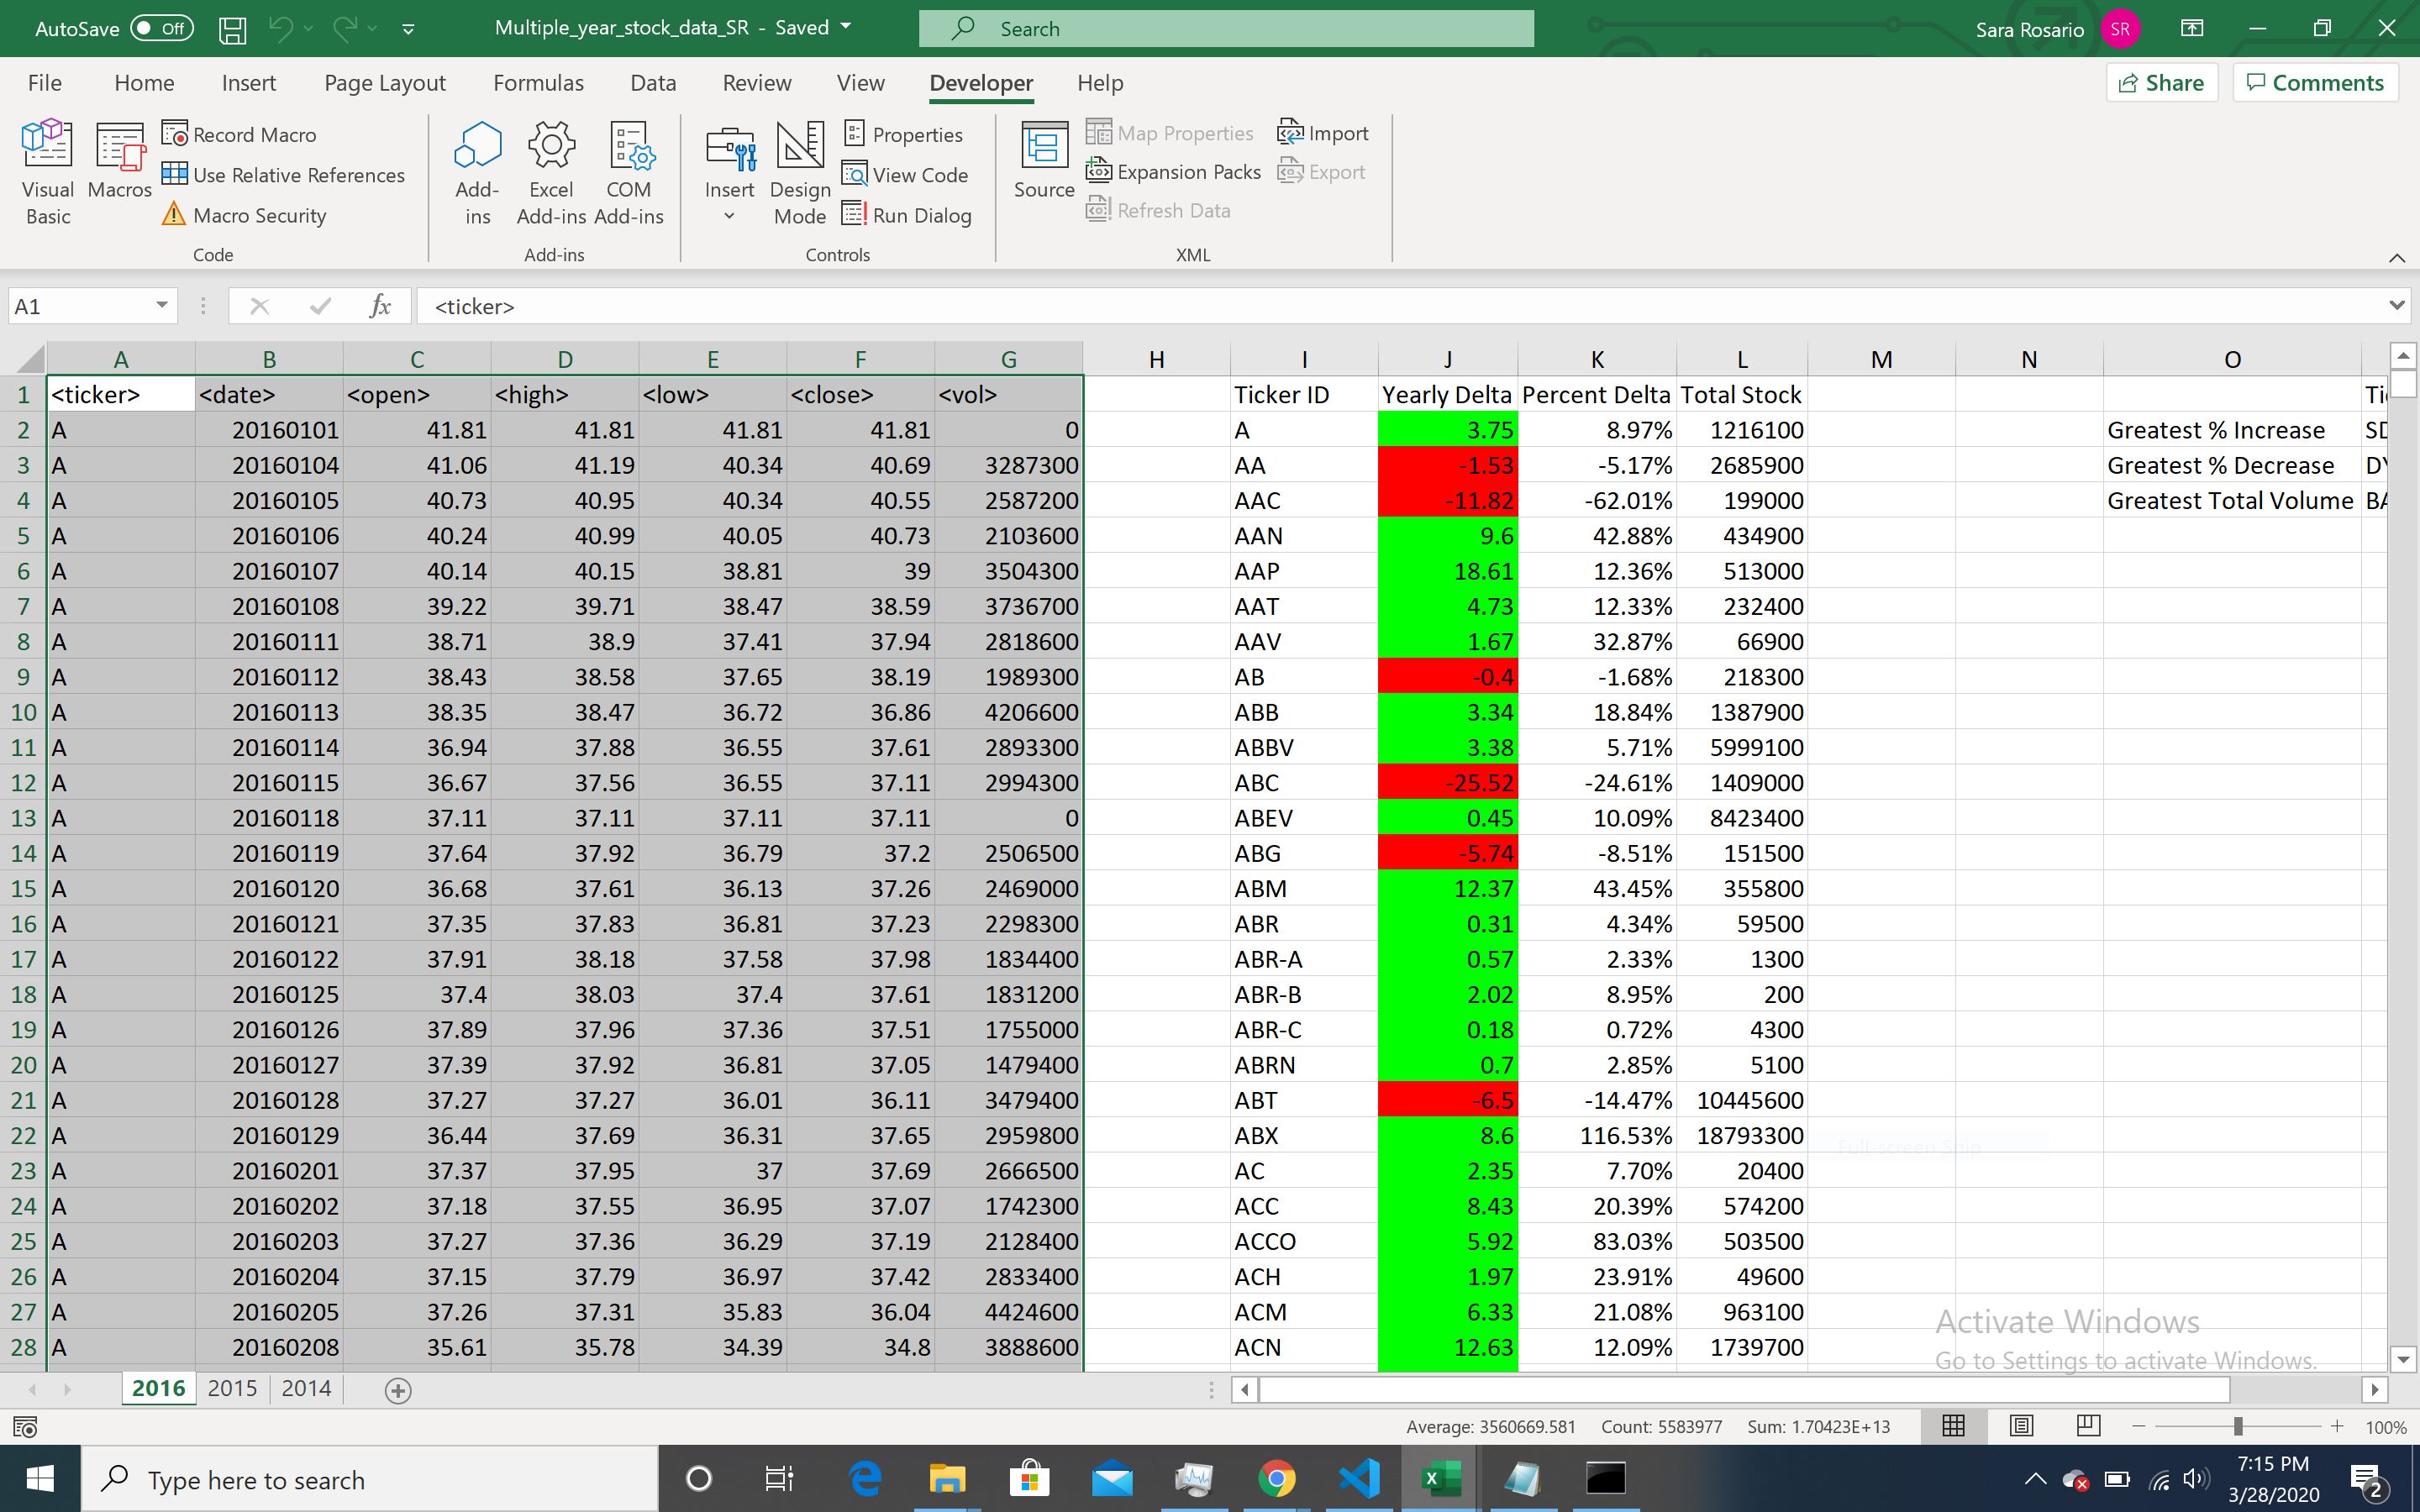 AutoSave Off Multiple_year_stock_data_SR - Saved Search Sara Rosario SR
File Home Insert Page Layout Formulas Data Review View Developer Help Share Comments
Visual Basic Macros Record Macro Use Relative References Macro Security
Add-ins Excel Add-ins COM Add-ins
Insert Design Mode Properties View Code Run Dialog
Source Map Properties Expansion Packs Refresh Data Import Export
Code Add-ins Controls XML
A1 fx <ticker>
A B C D E F G H I J K L M N O
1 <ticker> <date> <open> <high> <low> <close> <vol> Ticker ID Yearly Delta Percent Delta Total Stock
2 A 20160101 41.81 41.81 41.81 41.81 0 A 3.75 8.97% 1216100 Greatest % Increase
3 A 20160104 41.06 41.19 40.34 40.69 3287300 AA -1.53 -5.17% 2685900 Greatest % Decrease
4 A 20160105 40.73 40.95 40.34 40.55 2587200 AAC -11.82 -62.01% 199000 Greatest Total Volume
5 A 20160106 40.24 40.99 40.05 40.73 2103600 AAN 9.6 42.88% 434900
6 A 20160107 40.14 40.15 38.81 39 3504300 AAP 18.61 12.36% 513000
7 A 20160108 39.22 39.71 38.47 38.59 3736700 AAT 4.73 12.33% 232400
8 A 20160111 38.71 38.9 37.41 37.94 2818600 AAV 1.67 32.87% 66900
9 A 20160112 38.43 38.58 37.65 38.19 1989300 AB -0.4 -1.68% 218300
10 A 20160113 38.35 38.47 36.72 36.86 4206600 ABB 3.34 18.84% 1387900
11 A 20160114 36.94 37.88 36.55 37.61 2893300 ABBV 3.38 5.71% 5999100
12 A 20160115 36.67 37.56 36.55 37.11 2994300 ABC -25.52 -24.61% 1409000
13 A 20160118 37.11 37.11 37.11 37.11 0 ABEV 0.45 10.09% 8423400
14 A 20160119 37.64 37.92 36.79 37.2 2506500 ABG -5.74 -8.51% 151500
15 A 20160120 36.68 37.61 36.13 37.26 2469000 ABM 12.37 43.45% 355800
16 A 20160121 37.35 37.83 36.81 37.23 2298300 ABR 0.31 4.34% 59500
17 A 20160122 37.91 38.18 37.58 37.98 1834400 ABR-A 0.57 2.33% 1300
18 A 20160125 37.4 38.03 37.4 37.61 1831200 ABR-B 2.02 8.95% 200
19 A 20160126 37.89 37.96 37.36 37.51 1755000 ABR-C 0.18 0.72% 4300
20 A 20160127 37.39 37.92 36.81 37.05 1479400 ABRN 0.7 2.85% 5100
21 A 20160128 37.27 37.27 36.01 36.11 3479400 ABT -6.5 -14.47% 10445600
22 A 20160129 36.44 37.69 36.31 37.65 2959800 ABX 8.6 116.53% 18793300
23 A 20160201 37.37 37.95 37 37.69 2666500 AC 2.35 7.70% 20400
24 A 20160202 37.18 37.55 36.95 37.07 1742300 ACC 8.43 20.39% 574200
25 A 20160203 37.27 37.36 36.29 37.19 2128400 ACCO 5.92 83.03% 503500
26 A 20160204 37.15 37.79 36.97 37.42 2833400 ACH 1.97 23.91% 49600
27 A 20160205 37.26 37.31 35.83 36.04 4424600 ACM 6.33 21.08% 963100
28 A 20160208 35.61 35.78 34.39 34.8 3888600 ACN 12.63 12.09% 1739700
Activate Windows
Go to Settings to activate Windows.
2016 2015 2014
Average: 3560669.581 Count: 5583977 Sum: 1.70423E+13 100%
Type here to search 7:15 PM
3/28/2020 2